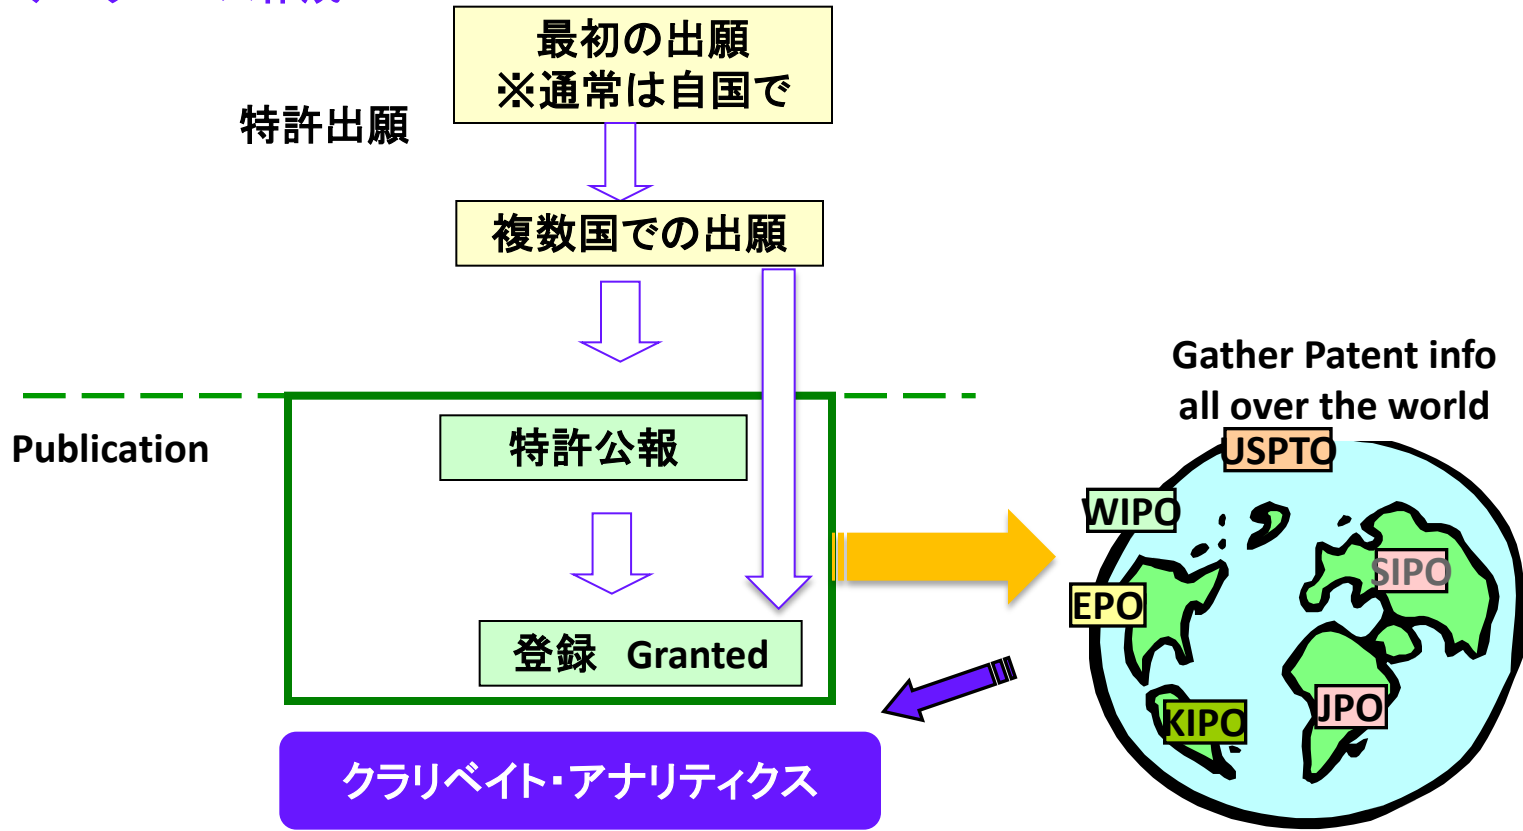 最初の出願
※通常は自国で
特許出願
複数国での出願
Gather Patent info
all over the world
Publication
特許公報
USPTO
WIPO
SIPO
EPO
登録 Granted
JPO
KIPO
クラリベイト・アナリティクス